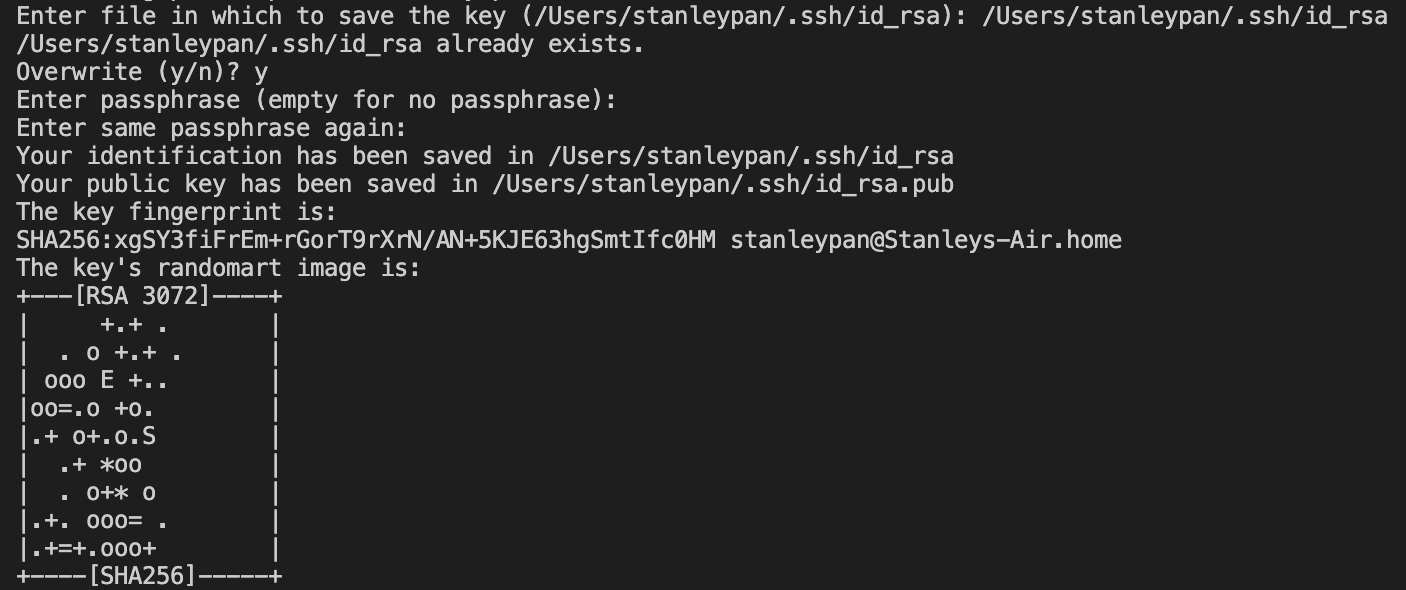 Enter file in which to save the key (/Users/stanleypan/.ssh/id_rsa): /Users/stanleypan/.ssh/id_rsa
/Users/stanleypan/.ssh/id_rsa already exists.
Overwrite (y/n)? y
Enter passphrase (empty for no passphrase):
Enter same passphrase again:
Your identification has been saved in /Users/stanleypan/.ssh/id_rsa
Your public key has been saved in /Users/stanleypan/.ssh/id_rsa.pub
The key fingerprint is:
SHA256:xgSY3fiFrEm+rGorT9rXrN/AN+5KJE63hgSmtIfc0HM stanleypan@Stanleys-Air.home
The key's randomart image is:
+---[RSA 3072]----+
|     +.+ .       |
|  . o +.+ .      |
| ooo E +..       |
|oo=.o +o.        |
|.+ o+.o.S        |
|  .+ *oo         |
|  . o+* o        |
|.+. ooo= .       |
|.+=+.ooo+        |
+----[SHA256]-----+